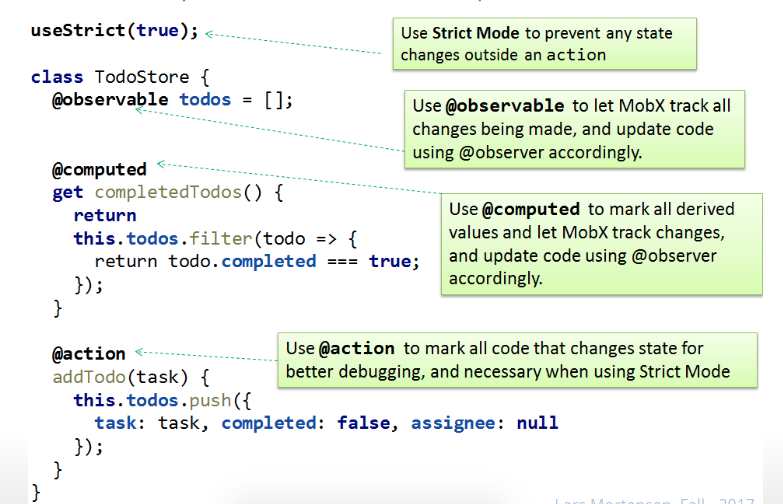 useStrict(true);
Use Strict Mode to prevent any state
changes outside an action
class TodoStore {
@observable todos = [];
Use @observable to let MobX track all
changes being made, and update code
using @observer accordingly.
@computed
get completedTodos() {
return
this.todos.filter(todo => {
return todo.completed === true;
});
}
Use @computed to mark all derived
values and let MobX track changes,
and update code using @observer
accordingly.
@action
addTodo(task) {
this.todos.push({
task: task, completed: false, assignee: null
});
}
}
Use @action to mark all code that changes state for
better debugging, and necessary when using Strict Mode
Lars Mortensen, Fall - 2017